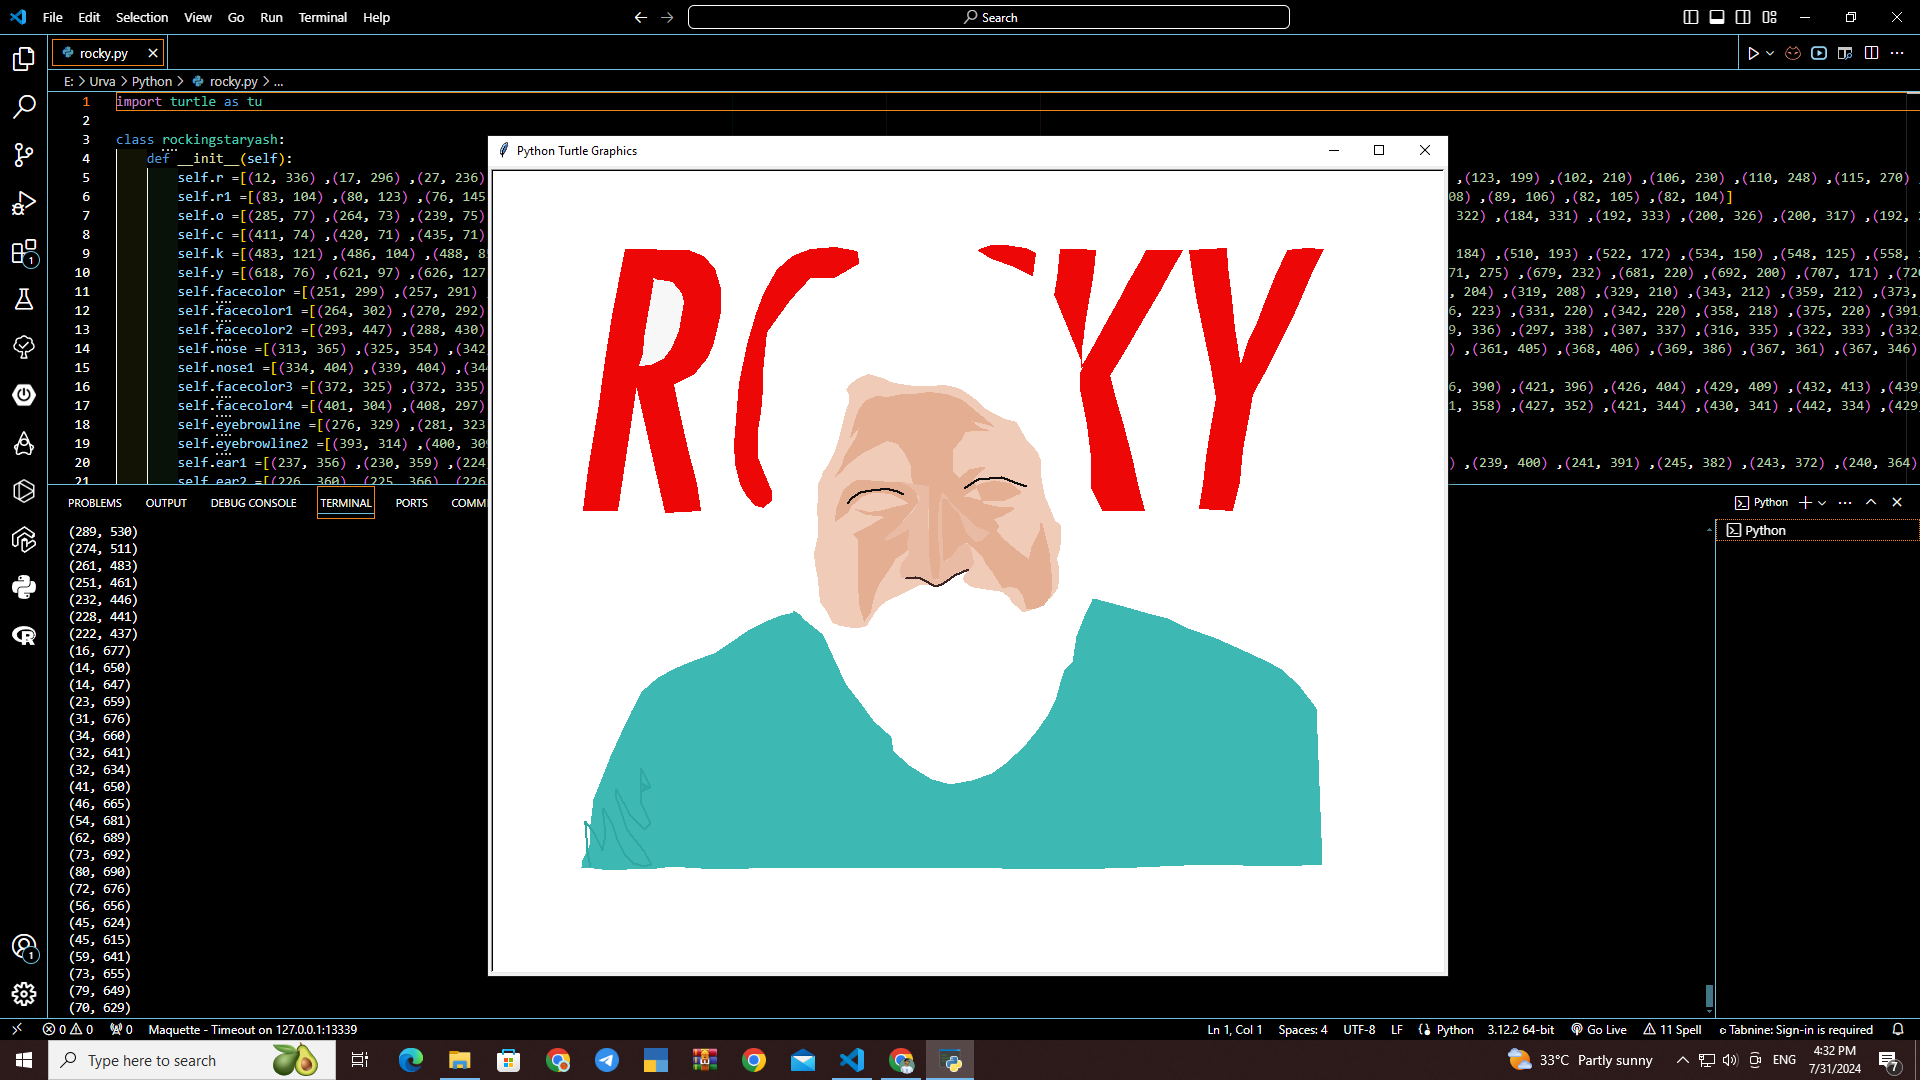 File Edit Selection View Go Run Terminal Help
Search
rocky.py
E: > Urva > Python > rocky.py > ...
1 import turtle as tu
2
3 class rockingstaryash:
4 def __init__(self):
5 self.r =[(12, 336) ,(17, 296) ,(27, 236) ,(123, 199) ,(102, 210) ,(106, 230) ,(110, 248) ,(115, 270)
6 self.r1 =[(83, 104) ,(80, 123) ,(76, 145 08) ,(89, 106) ,(82, 105) ,(82, 104)]
7 self.o =[(285, 77) ,(264, 73) ,(239, 75) 322) ,(184, 331) ,(192, 333) ,(200, 326) ,(200, 317) ,(192,
8 self.c =[(411, 74) ,(420, 71) ,(435, 71)
9 self.k =[(483, 121) ,(486, 104) ,(488, 184) ,(510, 193) ,(522, 172) ,(534, 150) ,(548, 125) ,(558,
10 self.y =[(618, 76) ,(621, 97) ,(626, 127 71, 275) ,(679, 232) ,(681, 220) ,(692, 200) ,(707, 171)
11 self.facecolor =[(251, 299) ,(257, 291) 204) ,(319, 208) ,(329, 210) ,(343, 212) ,(359, 212) ,(373,
12 self.facecolor1 =[(264, 302) ,(270, 292) 223) ,(331, 220) ,(342, 220) ,(358, 218) ,(375, 220) ,(391
13 self.facecolor2 =[(293, 447) ,(288, 430) 336) ,(297, 338) ,(307, 337) ,(316, 335) ,(322, 333) ,(332
14 self.nose =[(313, 365) ,(325, 354) ,(342, ,(361, 405) ,(368, 406) ,(369, 386) ,(367, 361) ,(367, 346)
15 self.nose1 =[(334, 404) ,(339, 404)
16 self.facecolor3 =[(372, 325) ,(372, 335) 390) ,(421, 396) ,(426, 404) ,(429, 409) ,(432, 413) ,(439
17 self.facecolor4 =[(401, 304) ,(408, 297) 358) ,(427, 352) ,(421, 344) ,(430, 341) ,(442, 334) ,(429
18 self.eyebrowline =[(276, 329) ,(281, 323
19 self.eyebrowline2 =[(393, 314) ,(400, 309
20 self.ear1 =[(237, 356) ,(230, 359) ,(224 ,(239, 400) ,(241, 391) ,(245, 382) ,(243, 372) ,(240, 364)
21 self.ear2 =[(226, 360) ,(225, 366) ,(226
Python Turtle Graphics
ROCKY
PROBLEMS OUTPUT DEBUG CONSOLE TERMINAL PORTS COMM
Python
Python
(289, 530)
(274, 511)
(261, 483)
(251, 461)
(232, 446)
(228, 441)
(222, 437)
(16, 677)
(14, 650)
(14, 647)
(23, 659)
(31, 676)
(34, 660)
(32, 641)
(32, 634)
(41, 650)
(46, 665)
(54, 681)
(62, 689)
(73, 692)
(80, 690)
(72, 676)
(56, 656)
(45, 624)
(45, 615)
(59, 641)
(73, 655)
(79, 649)
(70, 629)
0 0 0 Maquette - Timeout on 127.0.0.1:13339 Ln 1, Col 1 Spaces: 4 UTF-8 LF Python 3.12.2 64-bit Go Live 11 Spell Tabnine: Sign-in is required
Type here to search 33°C Partly sunny ENG 4:32 PM
7/31/2024 7